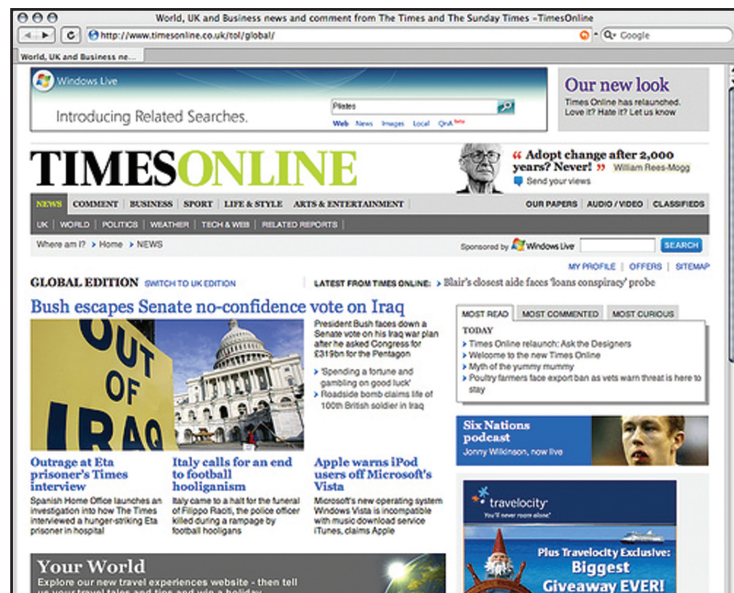 World, UK and Business news and comment from The Times and The Sunday Times -TimesOnline
http://www.timesonline.co.uk/tol/global/
Google
World, UK and Business ne...
Windows Live
Introducing Related Searches.
Pilates
Web News Images Local QnA Beta
Our new look
Times Online has relaunched.
Love it? Hate it? Let us know
TIMESONLINE
“ Adopt change after 2,000
years? Never! ” William Rees-Mogg
Send your views
NEWS COMMENT BUSINESS SPORT LIFE & STYLE ARTS & ENTERTAINMENT
OUR PAPERS AUDIO / VIDEO CLASSIFIEDS
UK WORLD POLITICS WEATHER TECH & WEB RELATED REPORTS
Where am I? > Home > NEWS
Sponsored by Windows Live SEARCH
MY PROFILE | OFFERS | SITEMAP
GLOBAL EDITION SWITCH TO UK EDITION
LATEST FROM TIMES ONLINE: > Blair's closest aide faces 'loans conspiracy' probe
Bush escapes Senate no-confidence vote on Iraq
OUT
OF
IRAQ
President Bush faces down a
Senate vote on his Iraq war plan
after he asked Congress for
£319bn for the Pentagon
> 'Spending a fortune and
gambling on good luck'
> Roadside bomb claims life of
100th British soldier in Iraq
MOST READ MOST COMMENTED MOST CURIOUS
TODAY
> Times Online relaunch: Ask the Designers
> Welcome to the new Times Online
> Myth of the yummy mummy
> Poultry farmers face export ban as vets warn threat is here to
stay
Six Nations
podcast
Jonny Wilkinson, now live
Outrage at Eta
prisoner's Times
interview
Spanish Home Office launches an
investigation into how The Times
interviewed a hunger-striking Eta
prisoner in hospital
Italy calls for an end
to football
hooliganism
Italy came to a halt for the funeral
of Filippo Raciti, the police officer
killed during a rampage by
football hooligans
Apple warns iPod
users off Microsoft's
Vista
Microsoft's new operating system
Windows Vista is incompatible
with music download service
iTunes, claims Apple
travelocity
You'll never roam alone.
Plus Travelocity Exclusive:
Biggest
Giveaway EVER!
Your World
Explore our new travel experiences website - then tell
us your travel tales and tips and win a holiday